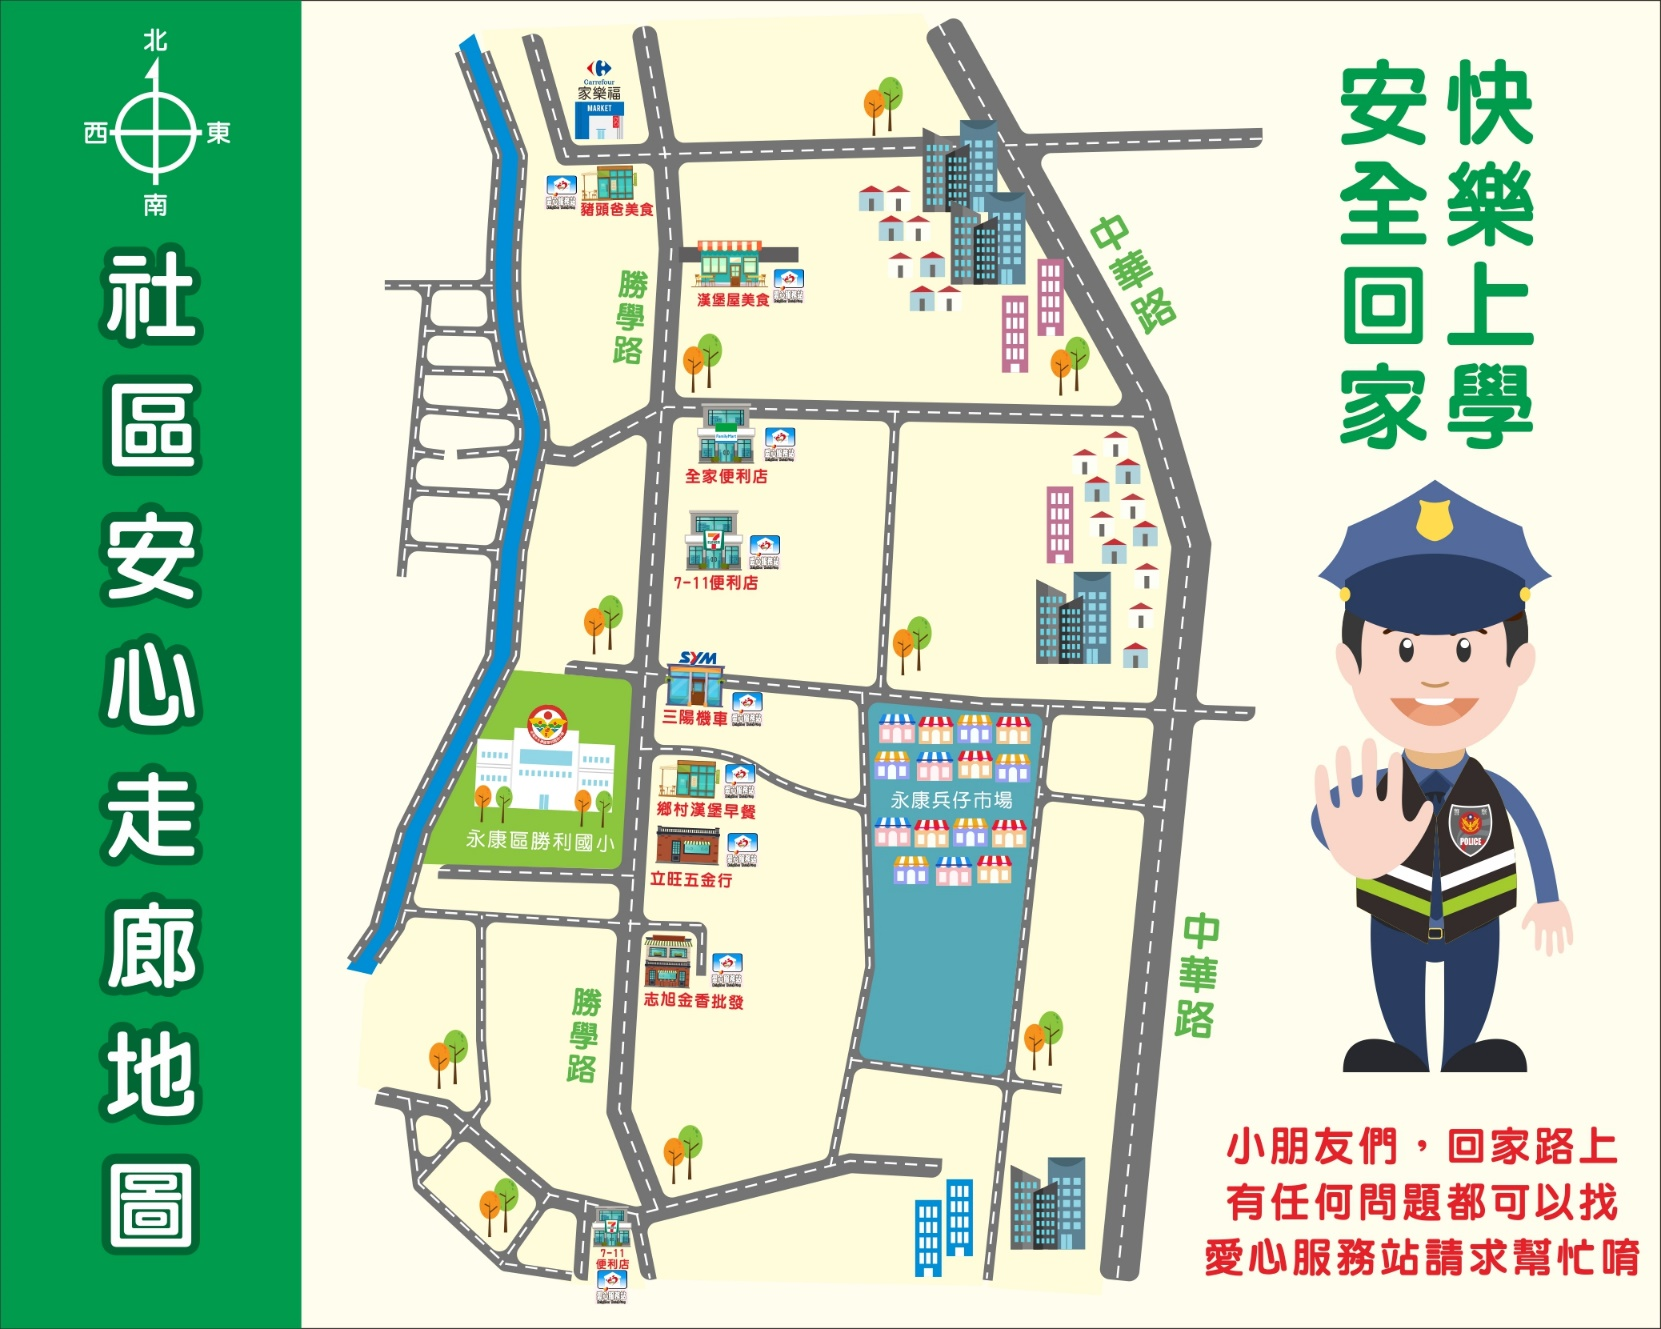 北
西 東
南
社區安心走廊地圖
Carrefour
家樂福
MARKET
豬頭爸美食
漢堡屋美食
勝學路
中華路
FamilyMart
全家便利店
7-11便利店
SYM
三陽機車
鄉村漢堡早餐
立旺五金行
志旭金香批發
永康區勝利國小
永康兵仔市場
勝學路
中華路
7-11
便利店
快樂上學
安全回家
POLICE
小朋友們，回家路上
有任何問題都可以找
愛心服務站請求幫忙唷